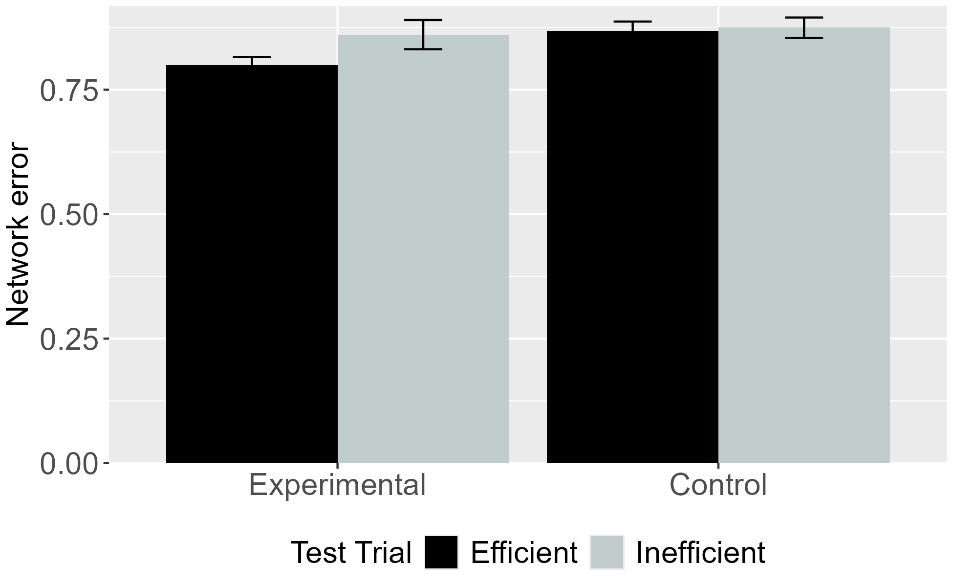 Network error
0.75
0.50
0.25
0.00
Experimental Control
Test Trial Efficient Inefficient